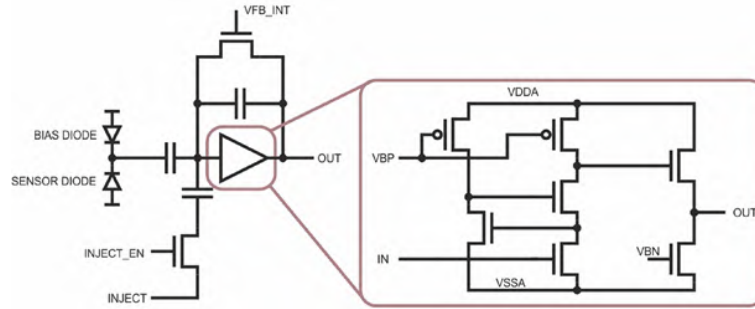 VFB_INT
BIAS DIODE
SENSOR DIODE
OUT
INJECT_EN
INJECT
VDDA
VBP
OUT
VBN
IN
VSSA